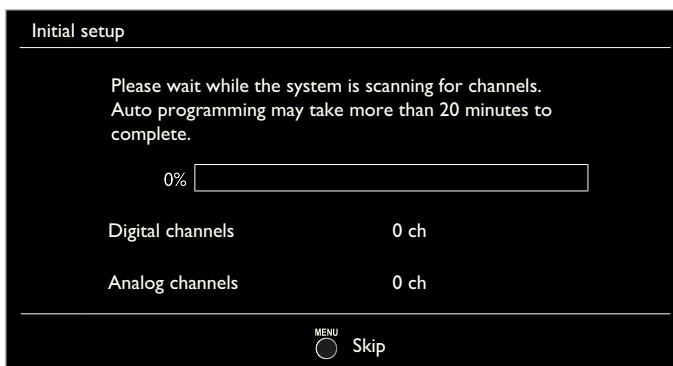 Initial setup
Please wait while the system is scanning for channels.
Auto programming may take more than 20 minutes to
complete.
0%
Digital channels 0 ch
Analog channels 0 ch
MENU
Skip